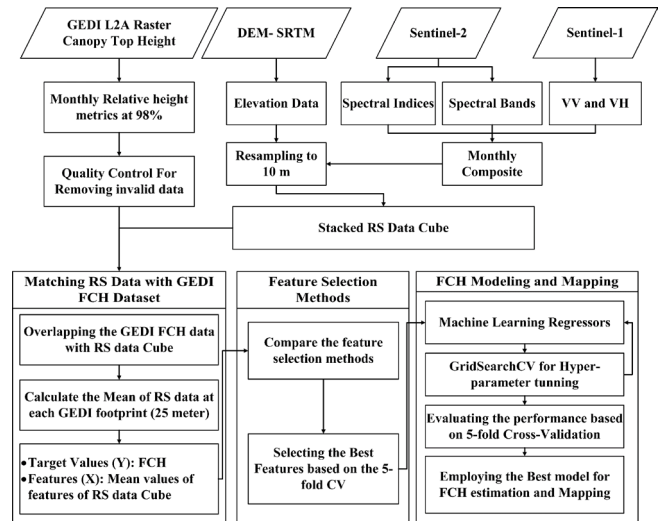 GEDI L2A Raster
Canopy Top Height
DEM- SRTM
Sentinel-2
Sentinel-1
Monthly Relative height
metrics at 98%
Elevation Data
Spectral Indices
Spectral Bands
VV and VH
Quality Control For
Removing invalid data
Resampling to
10 m
Monthly
Composite
Stacked RS Data Cube
Matching RS Data with GEDI
FCH Dataset
Overlapping the GEDI FCH data
with RS data Cube
Calculate the Mean of RS data at
each GEDI footprint (25 meter)
•Target Values (Y): FCH
•Features (X): Mean values of
features of RS data Cube
Feature Selection
Methods
Compare the feature
selection methods
Selecting the Best
Features based on the 5-
fold CV
FCH Modeling and Mapping
Machine Learning Regressors
GridSearchCV for Hyper-
parameter tunning
Evaluating the performance based
on 5-fold Cross-Validation
Employing the Best model for
FCH estimation and Mapping